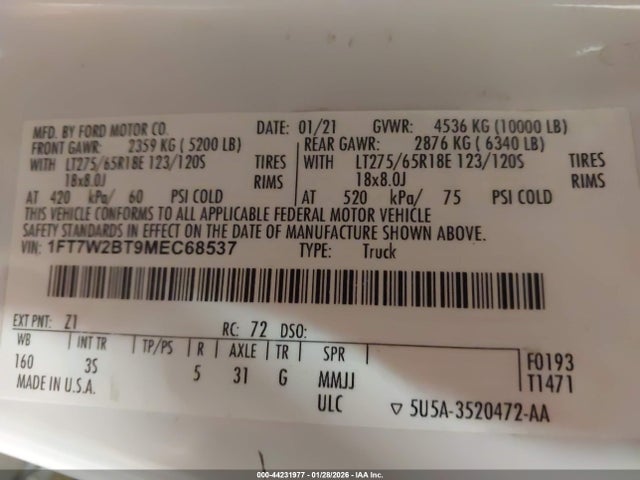 MFD. BY FORD MOTOR CO. DATE: 01/21 GVWR: 4536 KG (10000 LB)
FRONT GAWR: 2359 KG ( 5200 LB) REAR GAWR: 2876 KG ( 6340 LB)
WITH LT275/65R18E 123/120S TIRES WITH LT275/65R18E 123/120S TIRES
18x8.0J RIMS 18x8.0J RIMS
AT 420 kPa/ 60 PSI COLD AT 520 kPa/ 75 PSI COLD
THIS VEHICLE CONFORMS TO ALL APPLICABLE FEDERAL MOTOR VEHICLE
SAFETY STANDARDS IN EFFECT ON THE DATE OF MANUFACTURE SHOWN ABOVE.
VIN: 1FT7W2BT9MEC68537 TYPE: Truck
EXT PNT: Z1 RC: 72 DSO:
WB INT TR TP/PS R AXLE TR SPR F0193
160 3S 5 31 G MMJJ T1471
MADE IN U.S.A. ULC ▽ 5U5A-3520472-AA
000-44231977 | 01/28/2026 - © IAA Inc.